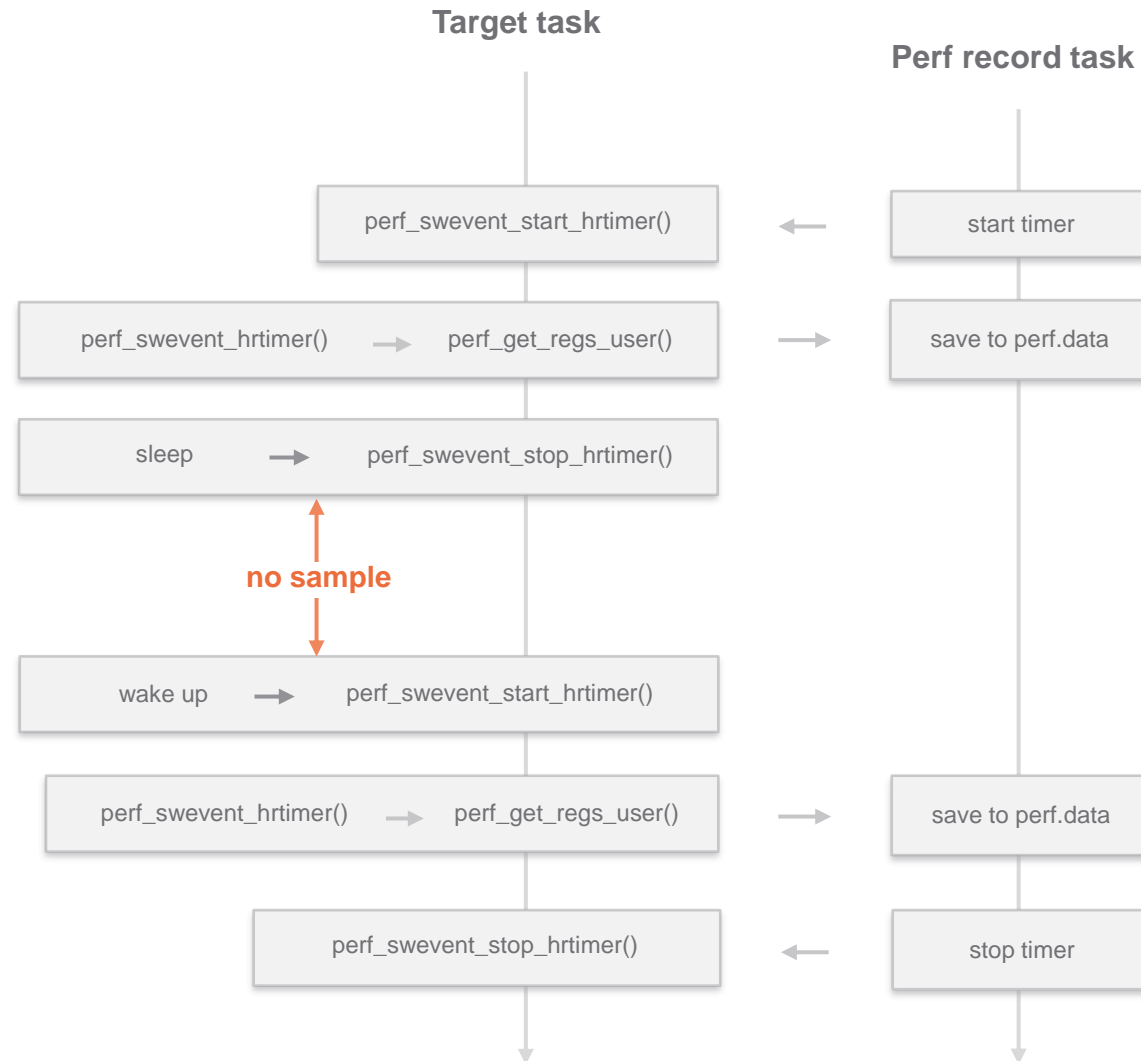 Target task
Perf record task
perf_swevent_start_hrtimer()
start timer
perf_swevent_hrtimer()
perf_get_regs_user()
save to perf.data
sleep
perf_swevent_stop_hrtimer()
no sample
wake up
perf_swevent_start_hrtimer()
perf_swevent_hrtimer()
perf_get_regs_user()
save to perf.data
perf_swevent_stop_hrtimer()
stop timer